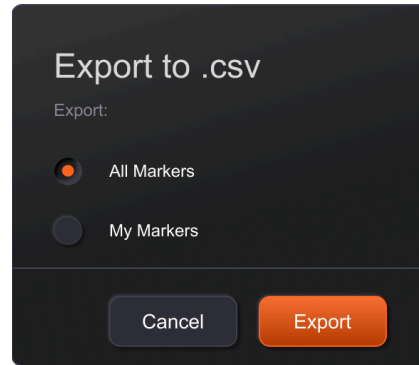 Export to .csv
Export:
All Markers
My Markers
Cancel
Export